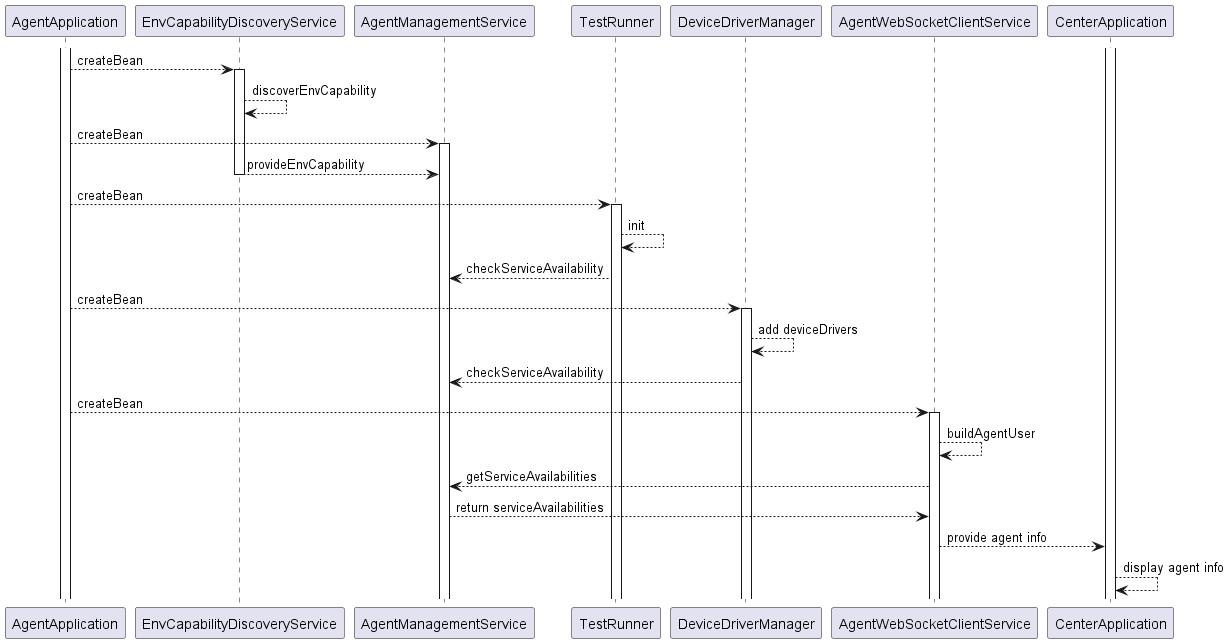 AgentApplication
EnvCapabilityDiscoveryService
AgentManagementService
TestRunner
DeviceDriverManager
AgentWebSocketClientService
CenterApplication
createBean
discoverEnvCapability
createBean
provideEnvCapability
createBean
init
checkServiceAvailability
createBean
add deviceDrivers
checkServiceAvailability
createBean
buildAgentUser
getServiceAvailabilities
return serviceAvailabilities
provide agent info
display agent info
AgentApplication
EnvCapabilityDiscoveryService
AgentManagementService
TestRunner
DeviceDriverManager
AgentWebSocketClientService
CenterApplication